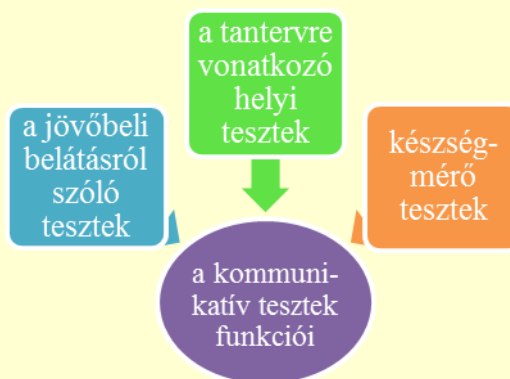 a tantervre
vonatkozó
helyi
tesztek
a jövőbeli
belátásról
szóló
tesztek
készség-
mérő
tesztek
a kommuni-
katív tesztek
funkciói